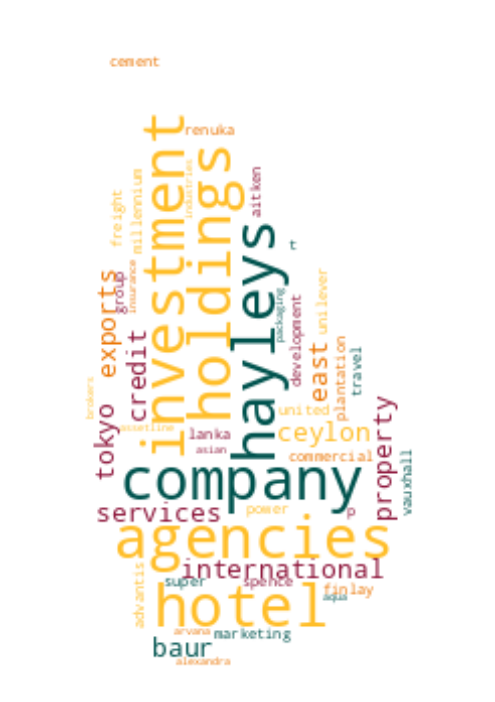 cement
investment
renuka
holdings
industries
aitken
millennium
freight
hayleys
t
insurance
group
exports
unilever
packaging
development
credit
east
plantation
travel
brokers
tokyo
assetline
lanka
asian
united
ceylon
commercial
property
vauxhall
company
services
power
p
agencies
international
super
spence
finlay
aqua
advantis
hotel
arvana
marketing
baur
alexandra